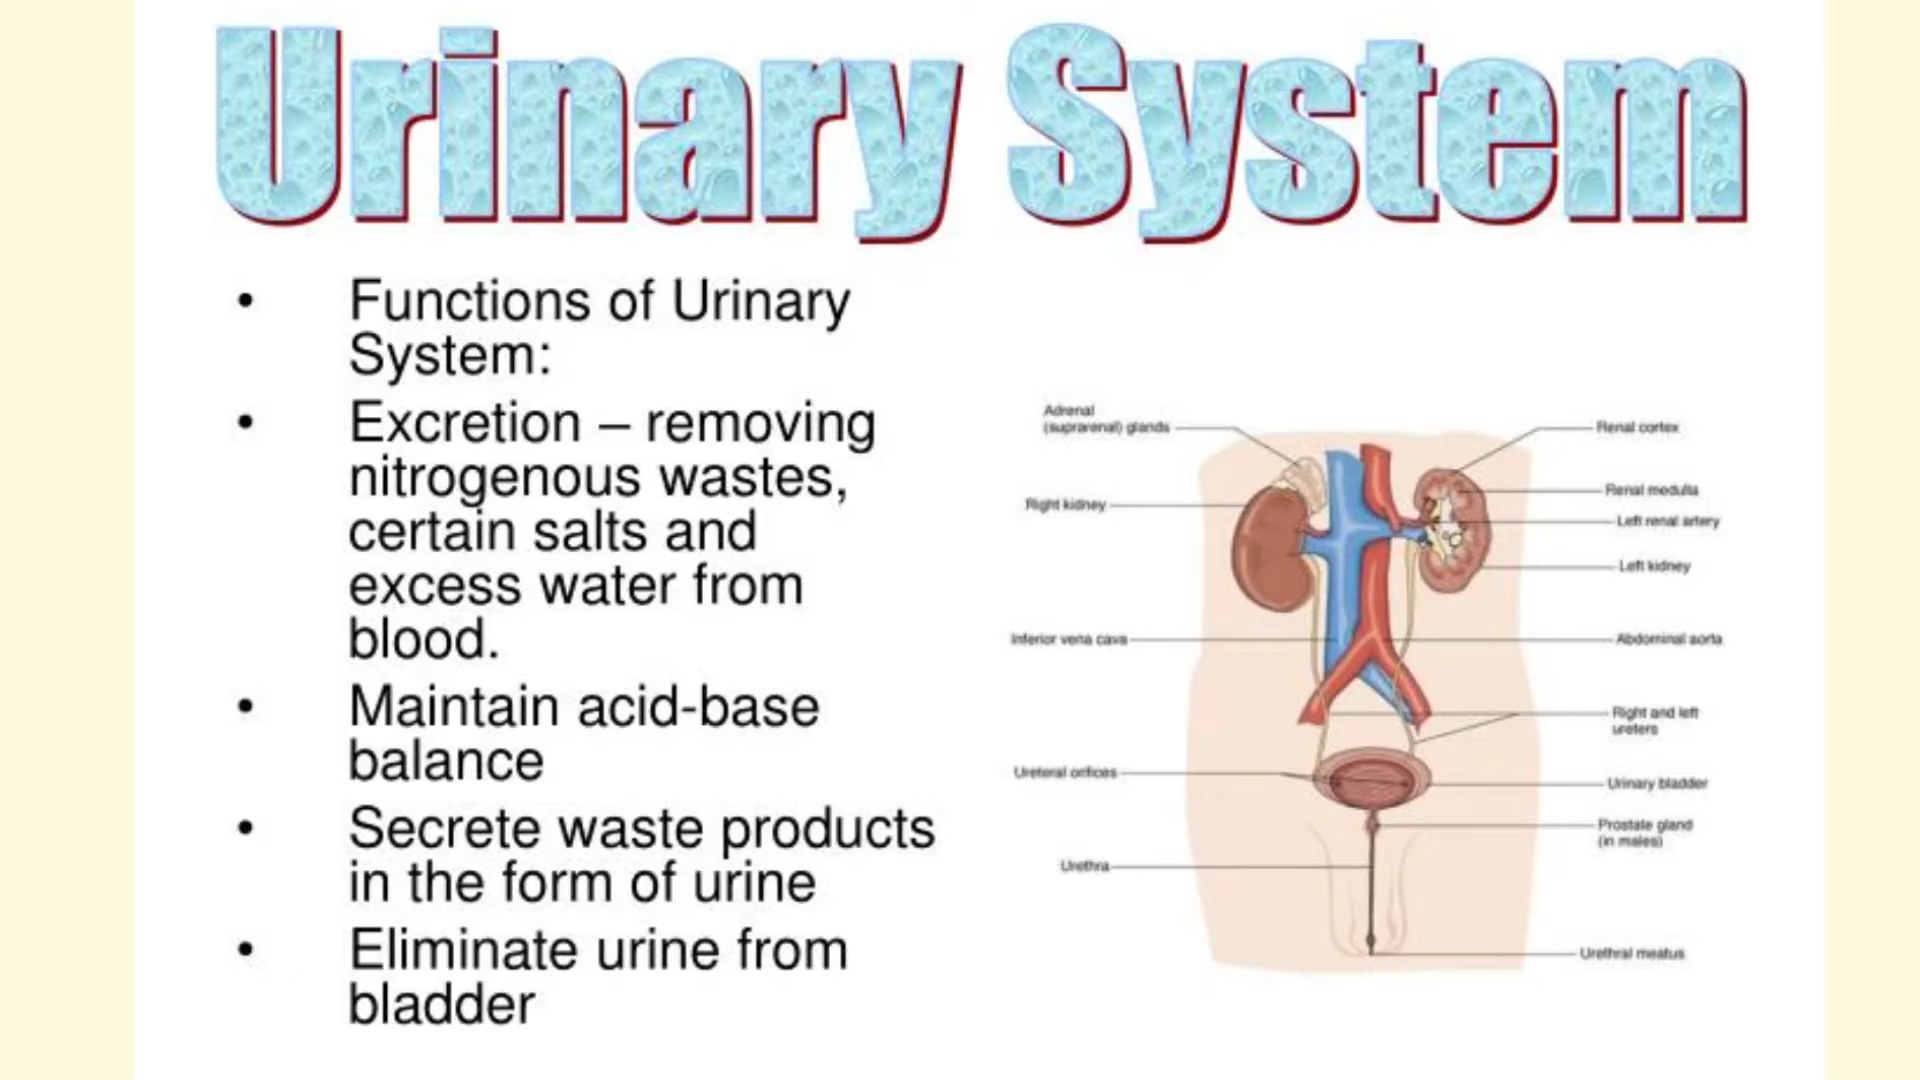 Urinary System
• Functions of Urinary
System:
• Excretion – removing
nitrogenous wastes,
certain salts and
excess water from
blood.
• Maintain acid-base
balance
• Secrete waste products
in the form of urine
• Eliminate urine from
bladder
Adrenal
(suprarenal) glands
Right kidney
Inferior vena cava
Ureteral orifices
Urethra
Renal cortex
Renal medulla
Left renal artery
Left kidney
Abdominal aorta
Right and left
ureters
Urinary bladder
Prostate gland
(in males)
Urethral meatus